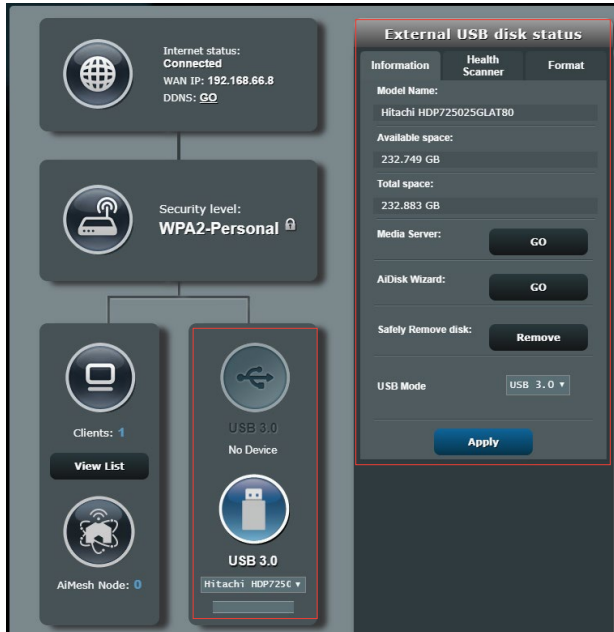 Internet status:
Connected
WAN IP: 192.168.66.8
DDNS: GO
Security level:
WPA2-Personal
Clients: 1
View List
AiMesh Node: 0
USB 3.0
No Device
USB 3.0
Hitachi HDP725C
External USB disk status
Information
Health
Scanner
Format
Model Name:
Hitachi HDP725025GLAT80
Available space:
232.749 GB
Total space:
232.883 GB
Media Server:
GO
AiDisk Wizard:
GO
Safely Remove disk:
Remove
USB Mode
USB 3.0
Apply